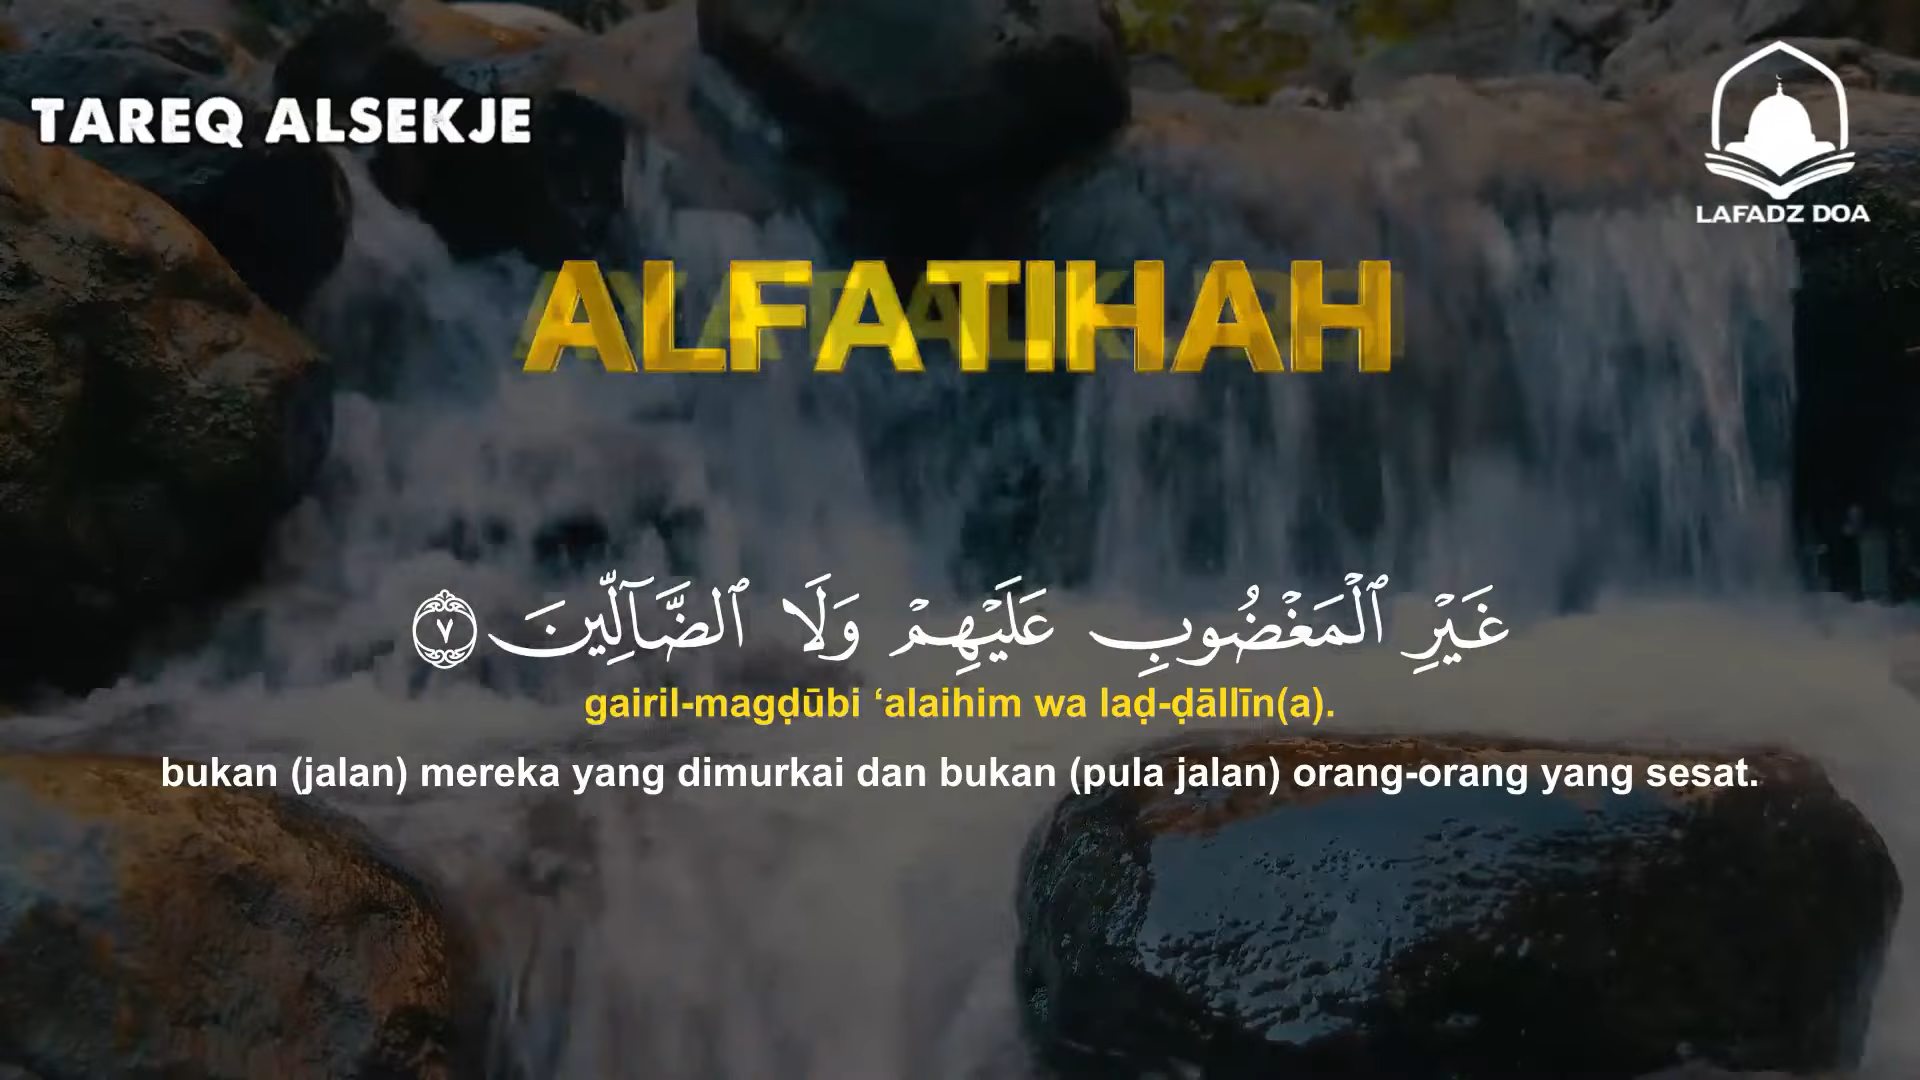 TAREQ ALSEKJE
LAFADZ DOA
ALFATIHAH
غَيْرِ ٱلْمَغْضُوبِ عَلَيْهِمْ وَلَا ٱلضَّآلِّينَ ٧
gairil-magḍūbi ‘alaihim wa laḍ-ḍāllīn(a).
bukan (jalan) mereka yang dimurkai dan bukan (pula jalan) orang-orang yang sesat.